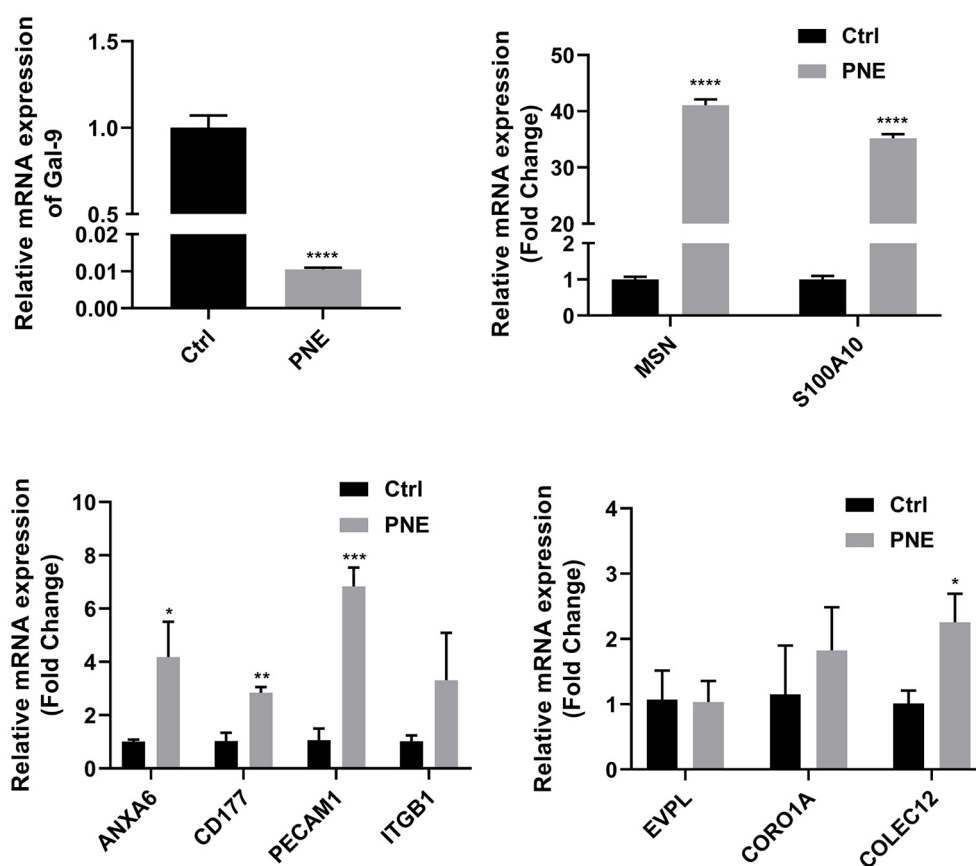 Relative mRNA expression
of Gal-9
1.5
1.0
0.5
0.02
0.01
0.00
****
Ctrl
PNE
Relative mRNA expression
(Fold Change)
Ctrl
PNE
50
40
30
20
2
1
0
****
****
MSN
S100A10
Relative mRNA expression
(Fold Change)
Ctrl
PNE
10
8
6
4
2
0
*
**
***
ANXA6
CD177
PECAM1
ITGB1
Relative mRNA expression
(Fold Change)
Ctrl
PNE
4
3
2
1
0
*
EVPL
CORO1A
COLEC12